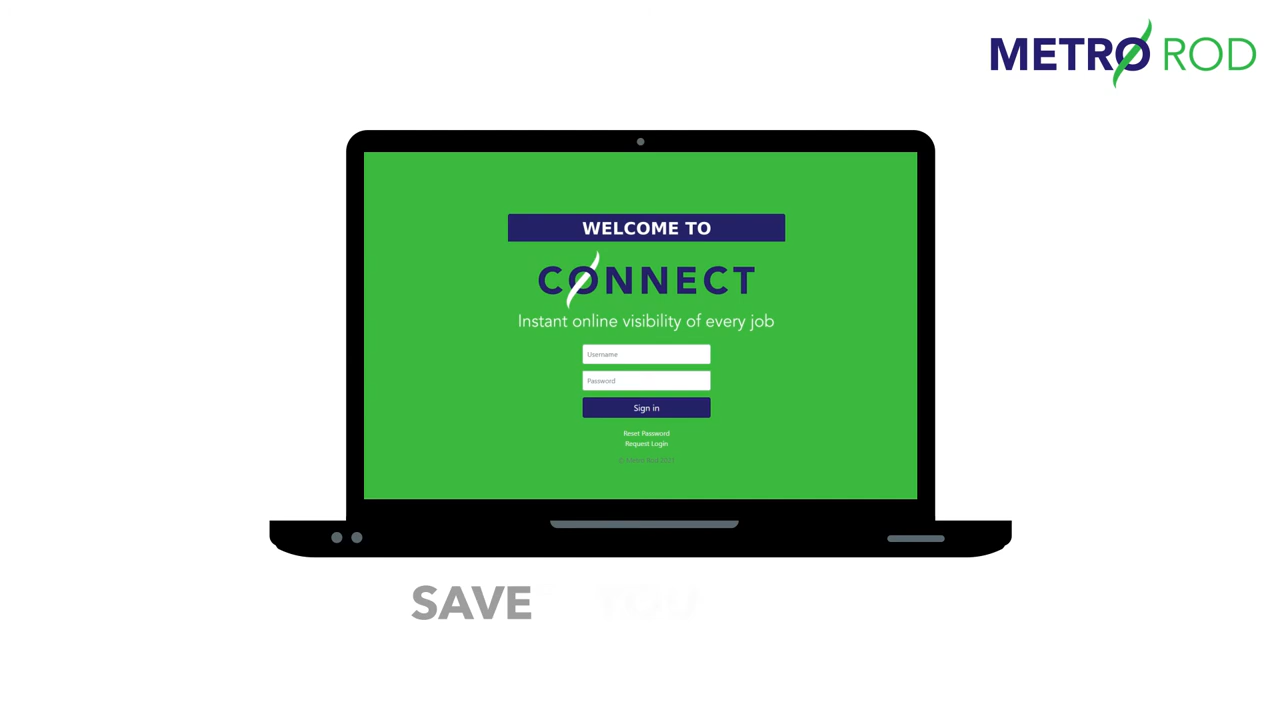 METRO ROD
WELCOME TO
CONNECT
Instant online visibility of every job
Username
Password
Sign in
Reset Password
Request Login
SAVE YOU